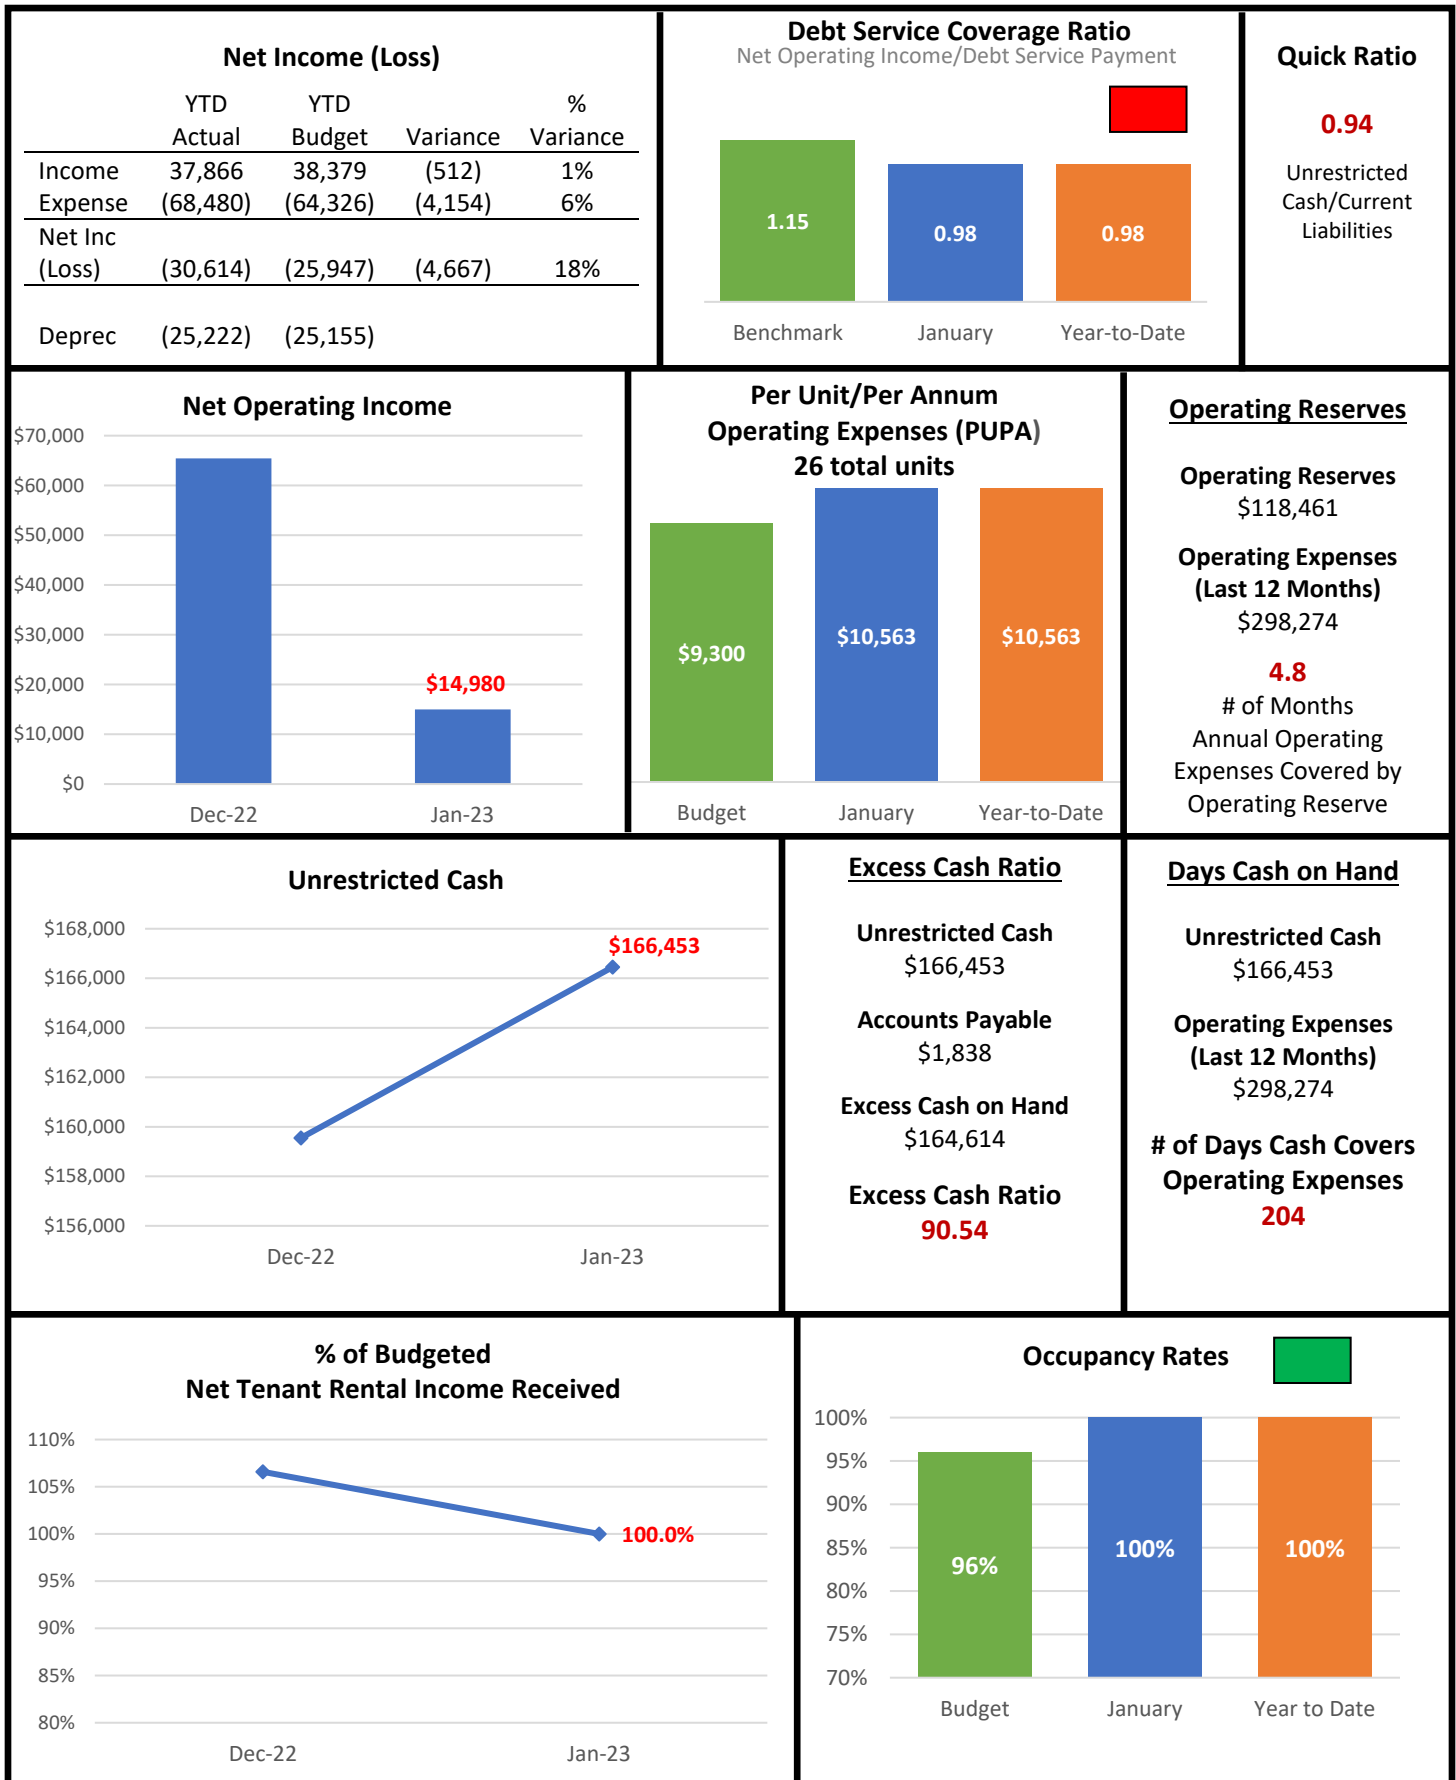 Net Income (Loss)
YTD YTD %
Actual Budget Variance Variance
Income 37,866 38,379 (512) 1%
Expense (68,480) (64,326) (4,154) 6%
Net Inc
(Loss) (30,614) (25,947) (4,667) 18%
Deprec (25,222) (25,155)
Debt Service Coverage Ratio
Net Operating Income/Debt Service Payment
1.15 0.98 0.98
Benchmark January Year-to-Date
Quick Ratio
0.94
Unrestricted
Cash/Current
Liabilities
Net Operating Income
$70,000
$60,000
$50,000
$40,000
$30,000
$20,000
$10,000
$0
$14,980
Dec-22 Jan-23
Per Unit/Per Annum
Operating Expenses (PUPA)
26 total units
$9,300 $10,563 $10,563
Budget January Year-to-Date
Operating Reserves
Operating Reserves
$118,461
Operating Expenses
(Last 12 Months)
$298,274
4.8
# of Months
Annual Operating
Expenses Covered by
Operating Reserve
Unrestricted Cash
$168,000
$166,000
$164,000
$162,000
$160,000
$158,000
$156,000
$166,453
Dec-22 Jan-23
Excess Cash Ratio
Unrestricted Cash
$166,453
Accounts Payable
$1,838
Excess Cash on Hand
$164,614
Excess Cash Ratio
90.54
Days Cash on Hand
Unrestricted Cash
$166,453
Operating Expenses
(Last 12 Months)
$298,274
# of Days Cash Covers
Operating Expenses
204
% of Budgeted
Net Tenant Rental Income Received
110%
105%
100%
95%
90%
85%
80%
100.0%
Dec-22 Jan-23
Occupancy Rates
100%
95%
90%
85%
80%
75%
70%
96% 100% 100%
Budget January Year to Date